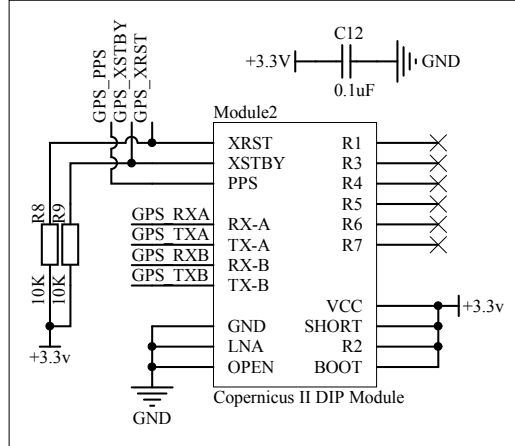 GPS_PPS
GPS_XSTBY
GPS_XRST
C12
+3.3V
GND
0.1uF
Module2
XRST
XSTBY
PPS
R1
R3
R4
R5
R6
R7
GPS_RXA
GPS_TXA
GPS_RXB
GPS_TXB
RX-A
TX-A
RX-B
TX-B
R8
R9
10K
10K
+3.3v
VCC
SHORT
R2
BOOT
+3.3v
GND
LNA
OPEN
GND
Copernicus II DIP Module